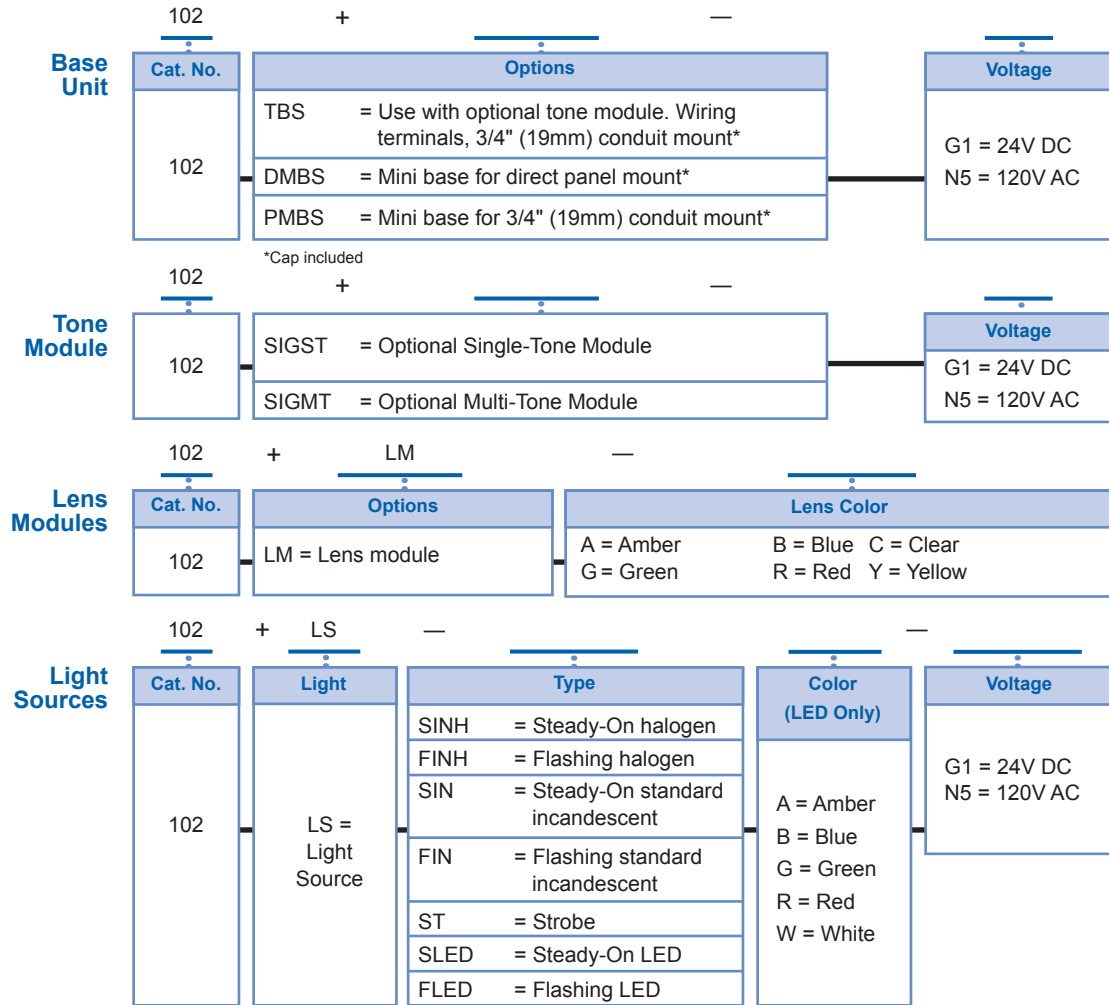 102 + —
Base Unit
Cat. No. Options Voltage
102
TBS = Use with optional tone module. Wiring
terminals, 3/4" (19mm) conduit mount*
DMBS = Mini base for direct panel mount*
PMBS = Mini base for 3/4" (19mm) conduit mount*
G1 = 24V DC
N5 = 120V AC
*Cap included
102 + —
Tone Module
Voltage
102
SIGST = Optional Single-Tone Module
SIGMT = Optional Multi-Tone Module
G1 = 24V DC
N5 = 120V AC
102 + LM —
Lens Modules
Cat. No. Options Lens Color
102
LM = Lens module
A = Amber B = Blue C = Clear
G = Green R = Red Y = Yellow
102 + LS — —
Light Sources
Cat. No. Light Type Color (LED Only) Voltage
102
LS =
Light
Source
SINH = Steady-On halogen
FINH = Flashing halogen
SIN = Steady-On standard
incandescent
FIN = Flashing standard
incandescent
ST = Strobe
SLED = Steady-On LED
FLED = Flashing LED
A = Amber
B = Blue
G = Green
R = Red
W = White
G1 = 24V DC
N5 = 120V AC